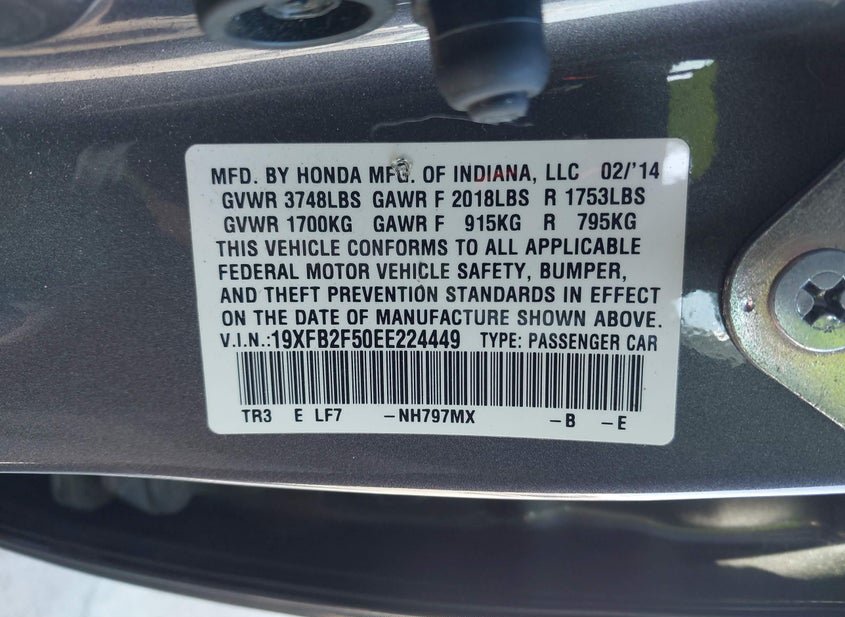 MFD. BY HONDA MFG. OF INDIANA, LLC 02/'14
GVWR 3748LBS GAWR F 2018LBS R 1753LBS
GVWR 1700KG GAWR F 915KG R 795KG
THIS VEHICLE CONFORMS TO ALL APPLICABLE
FEDERAL MOTOR VEHICLE SAFETY, BUMPER,
AND THEFT PREVENTION STANDARDS IN EFFECT
ON THE DATE OF MANUFACTURE SHOWN ABOVE.
V.I.N.:19XFB2F50EE224449 TYPE: PASSENGER CAR
TR3 E LF7 -NH797MX -B -E